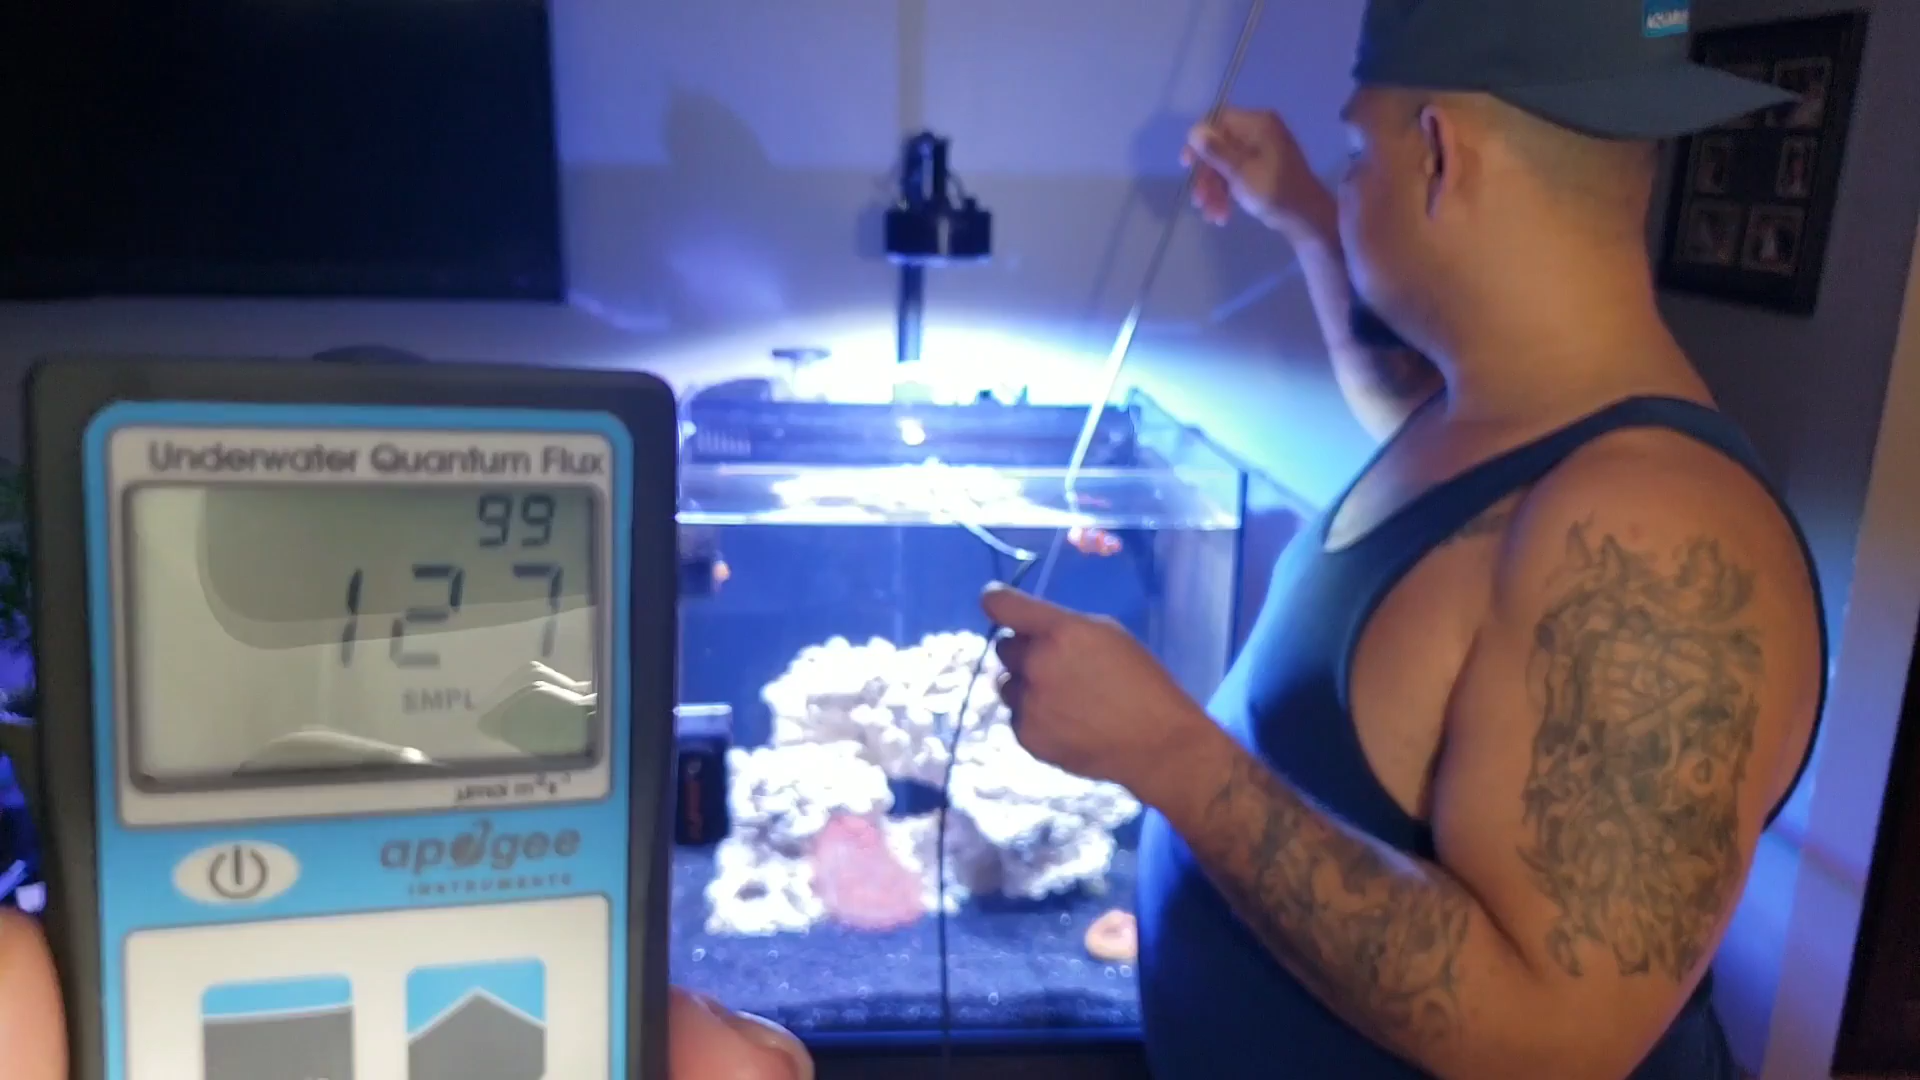 Underwater Quantum Flux
99
127
SMPL
µmol m⁻² s⁻¹
apogee
INSTRUMENTS